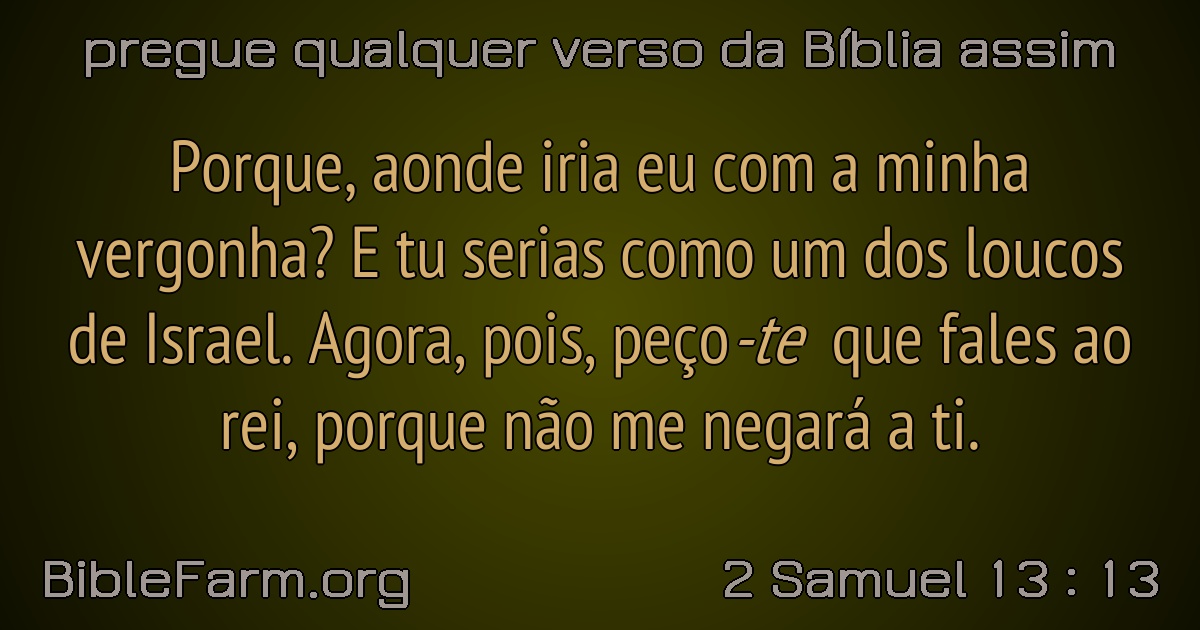 pregue qualquer verso da Bíblia assim
Porque, aonde iria eu com a minha
vergonha? E tu serias como um dos loucos
de Israel. Agora, pois, peço-te que fales ao
rei, porque não me negará a ti.
BibleFarm.org 2 Samuel 13 : 13